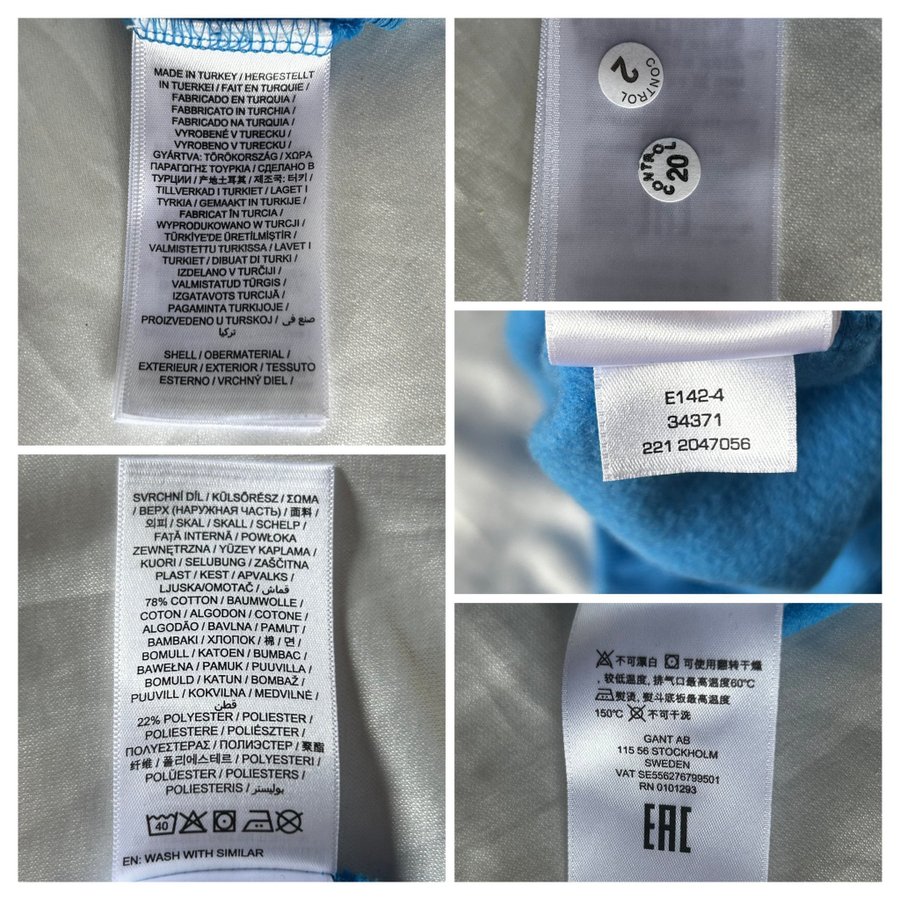 MADE IN TURKEY / HERGESTELLT
IN TUERKEI / FAIT EN TURQUIE /
FABRICADO EN TURQUIA /
FABBRICATO IN TURCHIA /
FABRICADO NA TURQUIA /
VYROBENÉ V TURECKU /
VYROBENO V TURECKU /
GYÁRTVA: TÖRÖKORSZÁG / ΧΩΡΑ
ΠΑΡΑΓΩΓΗΣ ΤΟΥΡΚΙΑ / СДЕЛАНО В
ТУРЦИИ / 产地土耳其 / 제조국: 터키 /
TILLVERKAD I TURKIET / LAGET I
TYRKIA / GEMAAKT IN TURKIJE /
FABRICAT ÎN TURCIA /
WYPRODUKOWANO W TURCJI /
TÜRKİYE'DE ÜRETİLMİŞTİR /
VALMISTETTU TURKISSA / LAVET I
TURKIET / DIBUAT DI TURKI /
IZDELANO V TURČIJI /
VALMISTATUD TÜRGIS /
IZGATAVOTS TURCIJĀ /
PAGAMINTA TURKIJOJE /
PROIZVEDENO U TURSKOJ / صنع في
تركيا
SHELL / OBERMATERIAL /
EXTERIEUR / EXTERIOR / TESSUTO
ESTERNO / VRCHNÝ DIEL /
CONTROL 2
CONTROL 20
E142-4
34371
221 2047056
SVRCHNÍ DÍL / KÜLSŐRÉSZ / ΣΩΜΑ
/ ВЕРХ (НАРУЖНАЯ ЧАСТЬ) / 面料 /
외피 / SKAL / SKALL / SCHELP /
FAȚĂ INTERNĂ / POWŁOKA
ZEWNĘTRZNA / YÜZEY KAPLAMA /
KUORI / SELUBUNG / ZAŠČITNA
PLAST / KEST / APVALKS /
LJUSKA/OMOTAČ / قماش /
78% COTTON / BAUMWOLLE /
COTON / ALGODON / COTONE /
ALGODÃO / BAVLNA / PAMUT /
ΒΑΜΒΑΚΙ / ХЛОПОК / 棉 / 면 /
BOMULL / KATOEN / BUMBAC /
BAWEŁNA / PAMUK / PUUVILLA /
BOMULD / KATUN / BOMBAŽ /
PUUVILL / KOKVILNA / MEDVILNĖ /
قطن
22% POLYESTER / POLIESTER /
POLIESTERE / POLIÉSZTER /
ΠΟΛΥΕΣΤΕΡΑΣ / ПОЛИЭСТЕР / 聚酯
纤维 / 폴리에스테르 / POLYESTERI /
POLÜESTER / POLIESTERS /
POLIESTERIS / بوليستر
40
EN: WASH WITH SIMILAR
不可漂白 可使用翻转干燥
, 较低温度, 排气口最高温度60℃
熨烫, 熨斗底板最高温度
150℃ 不可干洗
GANT AB
115 56 STOCKHOLM
SWEDEN
VAT SE556276799501
RN 0101293
EAC